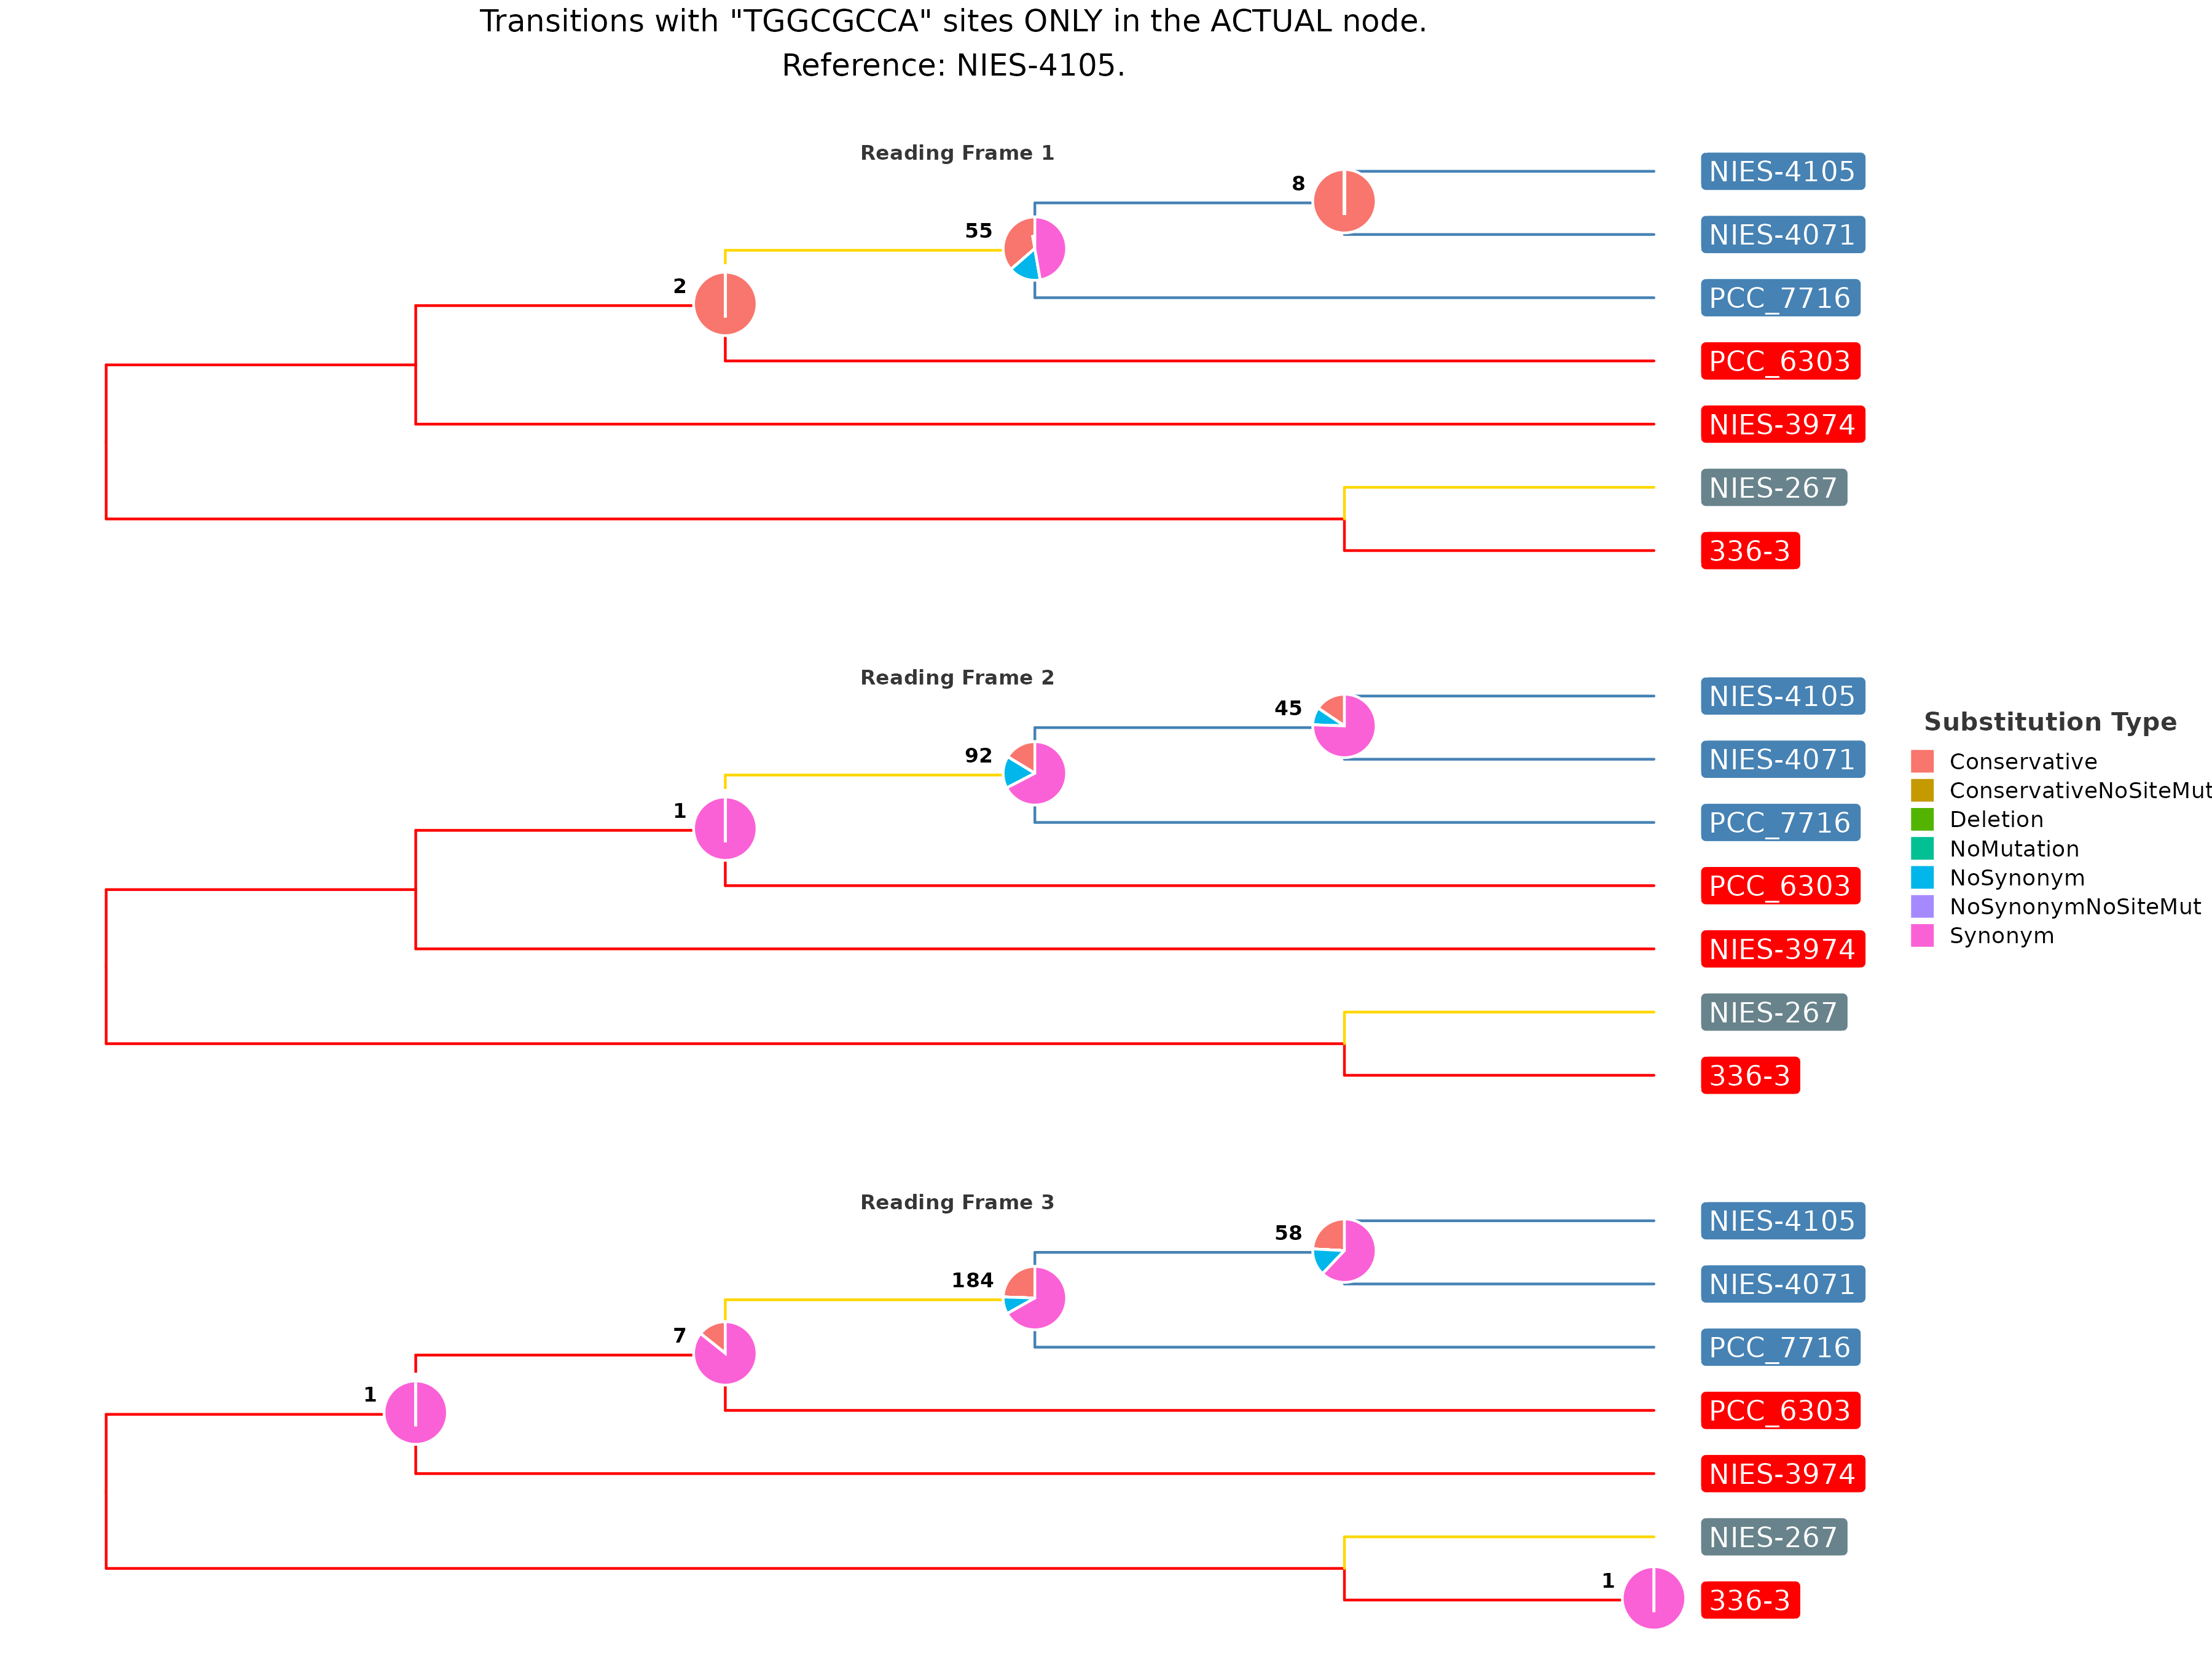 Transitions with "TGGCGCCA" sites ONLY in the ACTUAL node.
Reference: NIES-4105.
Reading Frame 1
NIES-4105
8
NIES-4071
55
PCC_7716
2
PCC_6303
NIES-3974
NIES-267
336-3
Reading Frame 2
NIES-4105
45
NIES-4071
92
PCC_7716
1
PCC_6303
NIES-3974
NIES-267
336-3
Substitution Type
Conservative
ConservativeNoSiteMut
Deletion
NoMutation
NoSynonym
NoSynonymNoSiteMut
Synonym
Reading Frame 3
NIES-4105
58
NIES-4071
184
PCC_7716
7
PCC_6303
1
NIES-3974
NIES-267
1
336-3